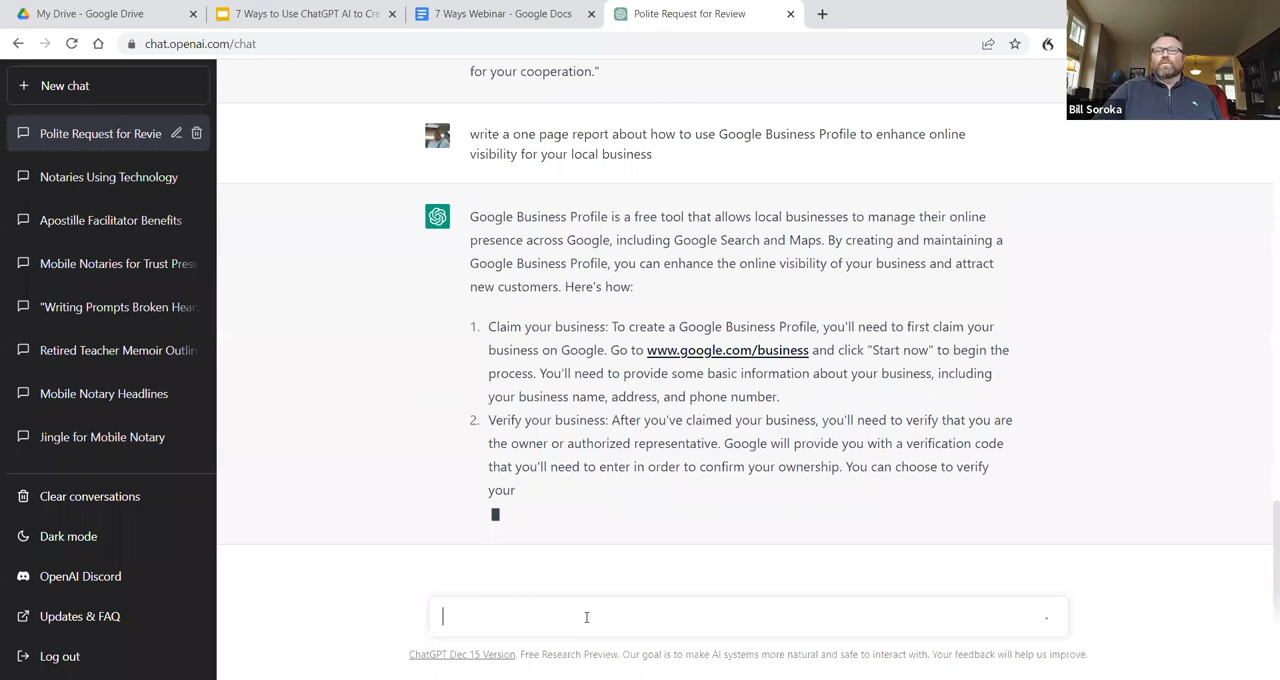 My Drive - Google Drive
7 Ways to Use ChatGPT AI to Cre
7 Ways Webinar - Google Docs
Polite Request for Review
chat.openai.com/chat
Bill Soroka
New chat
Polite Request for Revie
Notaries Using Technology
Apostille Facilitator Benefits
Mobile Notaries for Trust Prese
"Writing Prompts Broken Hear
Retired Teacher Memoir Outlin
Mobile Notary Headlines
Jingle for Mobile Notary
Clear conversations
Dark mode
OpenAI Discord
Updates & FAQ
Log out
for your cooperation."
write a one page report about how to use Google Business Profile to enhance online
visibility for your local business
Google Business Profile is a free tool that allows local businesses to manage their online
presence across Google, including Google Search and Maps. By creating and maintaining a
Google Business Profile, you can enhance the online visibility of your business and attract
new customers. Here's how:
1. Claim your business: To create a Google Business Profile, you'll need to first claim your
business on Google. Go to www.google.com/business and click "Start now" to begin the
process. You'll need to provide some basic information about your business, including
your business name, address, and phone number.
2. Verify your business: After you've claimed your business, you'll need to verify that you are
the owner or authorized representative. Google will provide you with a verification code
that you'll need to enter in order to confirm your ownership. You can choose to verify
your
ChatGPT Dec 15 Version. Free Research Preview. Our goal is to make AI systems more natural and safe to interact with. Your feedback will help us improve.